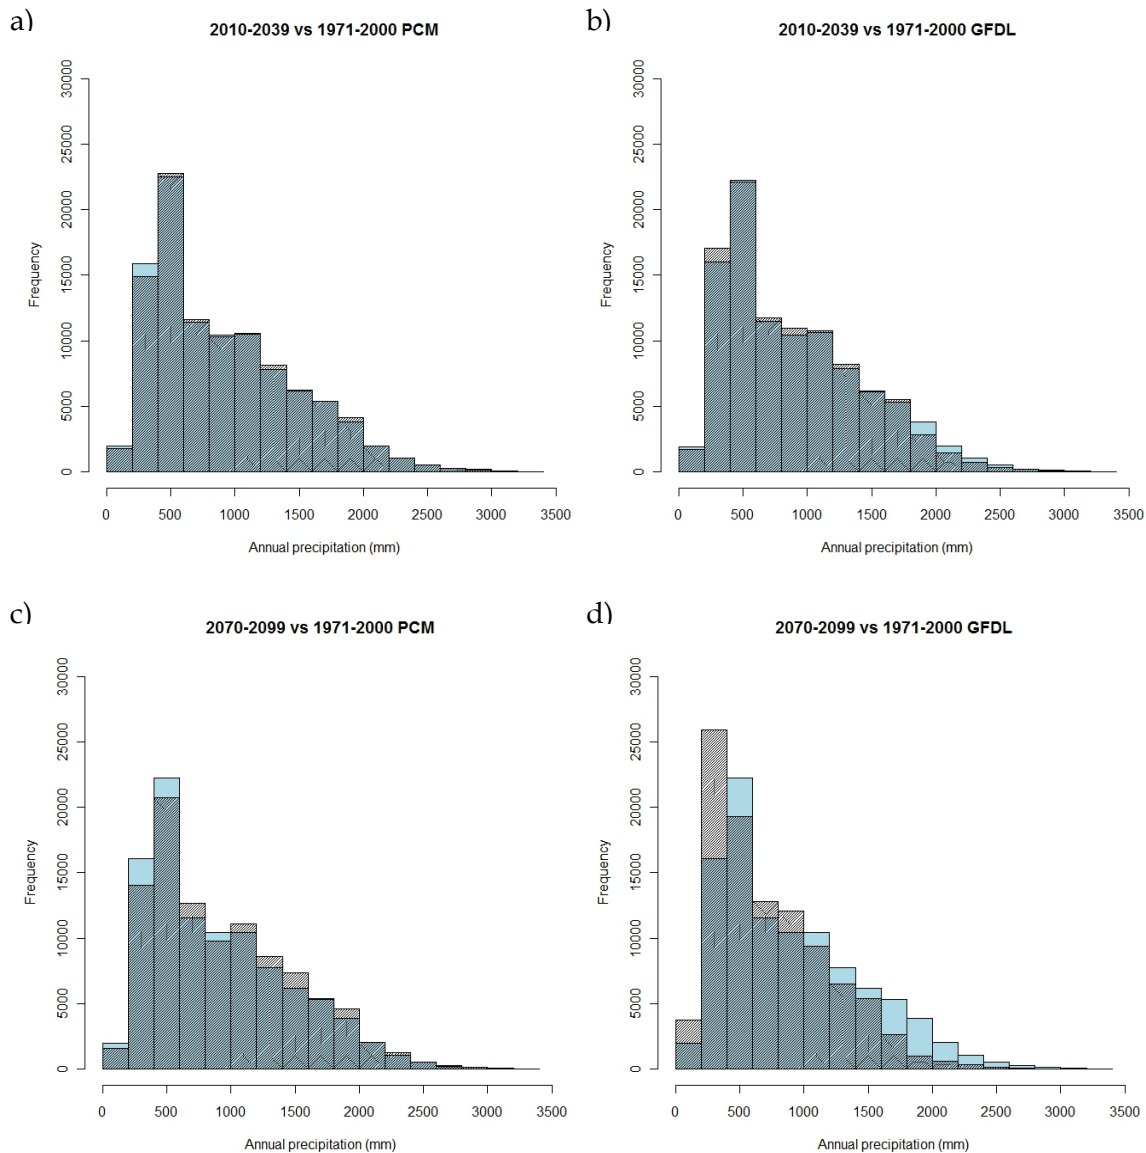 a)
2010-2039 vs 1971-2000 PCM
Frequency
30000
25000
20000
15000
10000
5000
0
0 500 1000 1500 2000 2500 3000 3500
Annual precipitation (mm)
b)
2010-2039 vs 1971-2000 GFDL
Frequency
30000
25000
20000
15000
10000
5000
0
0 500 1000 1500 2000 2500 3000 3500
Annual precipitation (mm)
c)
2070-2099 vs 1971-2000 PCM
Frequency
30000
25000
20000
15000
10000
5000
0
0 500 1000 1500 2000 2500 3000 3500
Annual precipitation (mm)
d)
2070-2099 vs 1971-2000 GFDL
Frequency
30000
25000
20000
15000
10000
5000
0
0 500 1000 1500 2000 2500 3000 3500
Annual precipitation (mm)